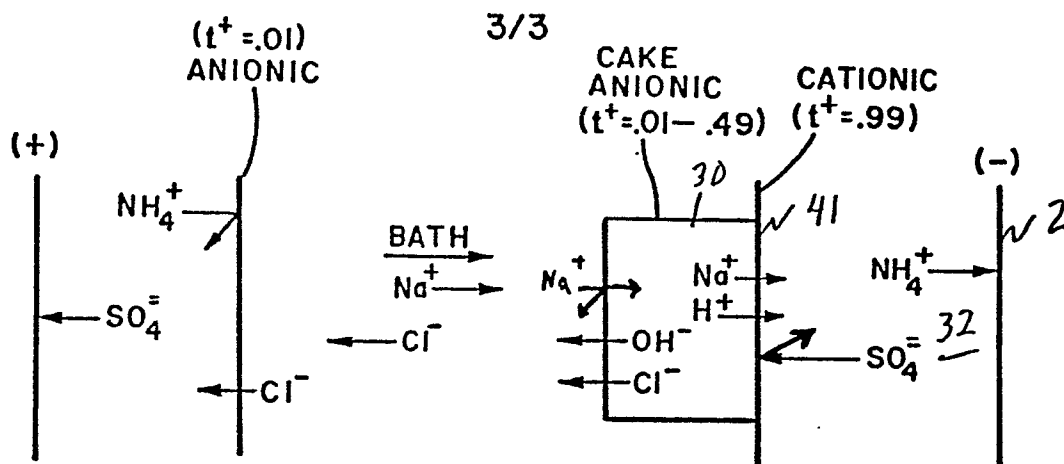 3/3
(t⁺=.01)
ANIONIC
CAKE
ANIONIC
(t⁺=.01-.49)
CATIONIC
(t⁺=.99)
(+)
(-)
30
41
2
NH₄⁺
BATH
Na⁺
Na⁺
Na⁺
H⁺
NH₄⁺
SO₄⁼
Cl⁻
OH⁻
Cl⁻
SO₄⁼
32
Cl⁻